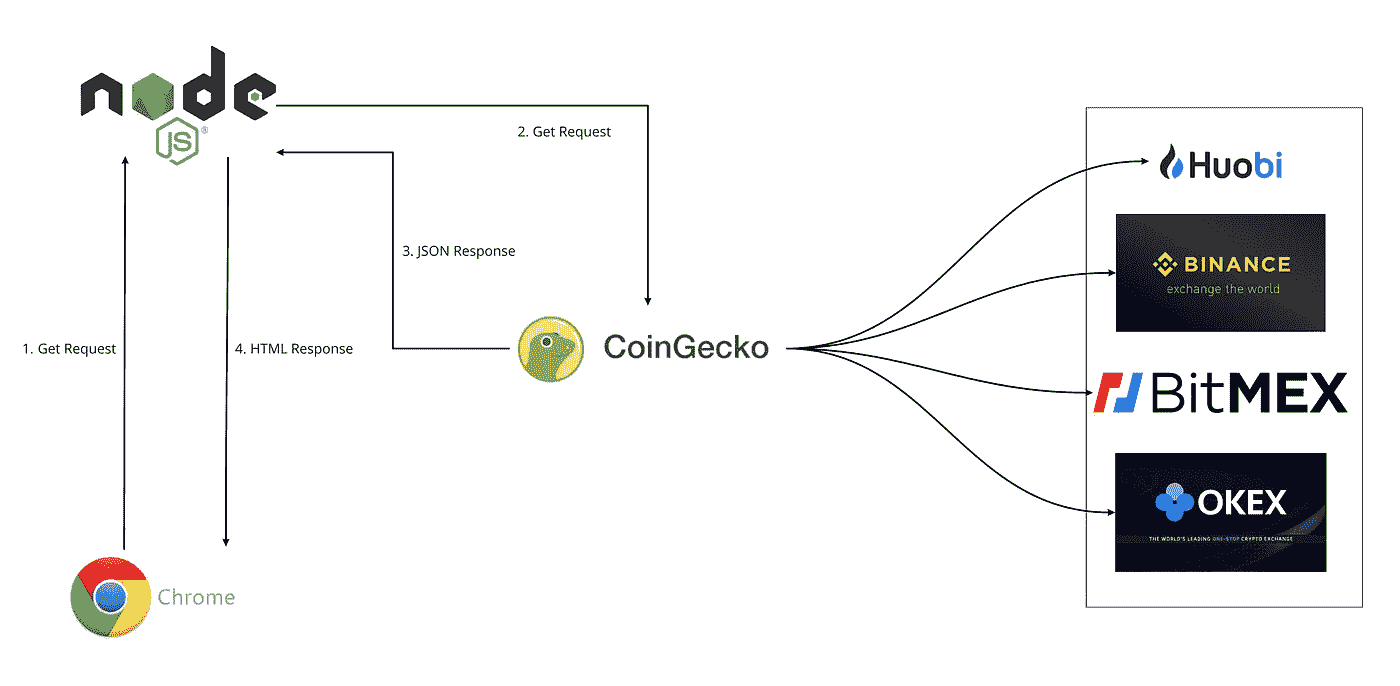 node
JS®
2. Get Request
Huobi
3. JSON Response
BINANCE
exchange the world
1. Get Request
4. HTML Response
CoinGecko
BitMEX
OKEX
THE WORLD'S LEADING ONE-STOP CRYPTO EXCHANGE
Chrome